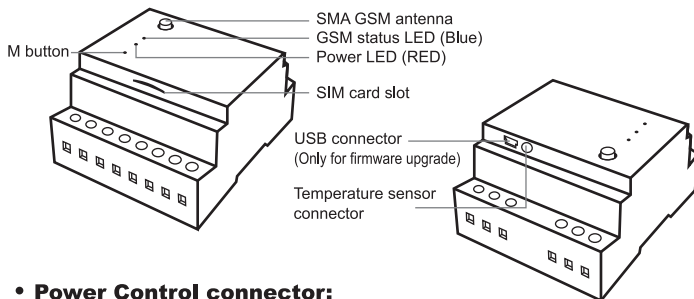 SMA GSM antenna
GSM status LED (Blue)
M button
Power LED (RED)
SIM card slot
USB connector
(Only for firmware upgrade)
Temperature sensor
connector
• Power Control connector: